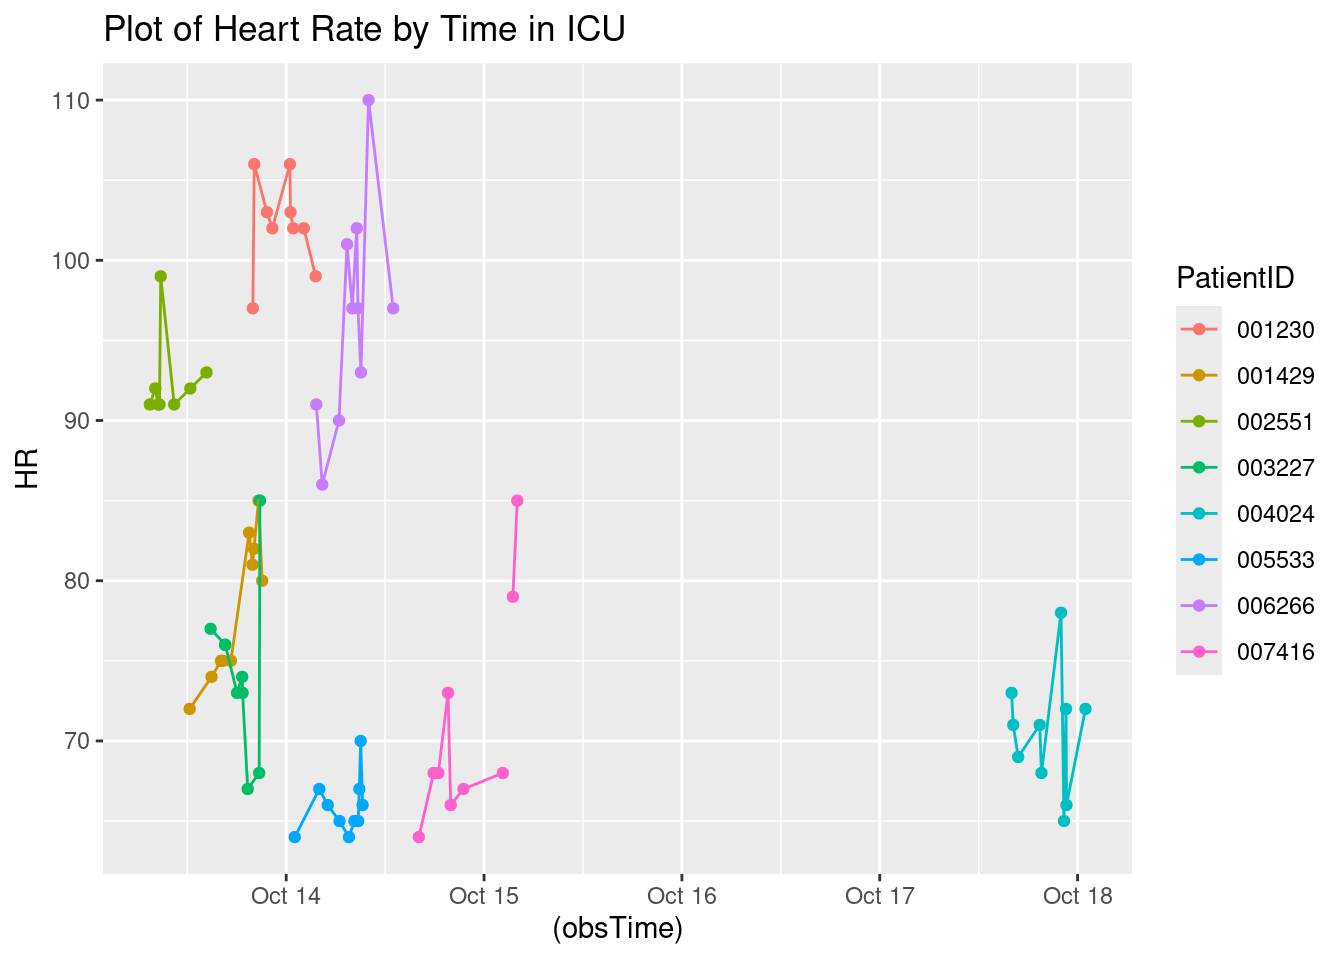 Plot of Heart Rate by Time in ICU
110
100
90
80
70
HR
Oct 14
Oct 15
Oct 16
Oct 17
Oct 18
(obsTime)
PatientID
001230
001429
002551
003227
004024
005533
006266
007416